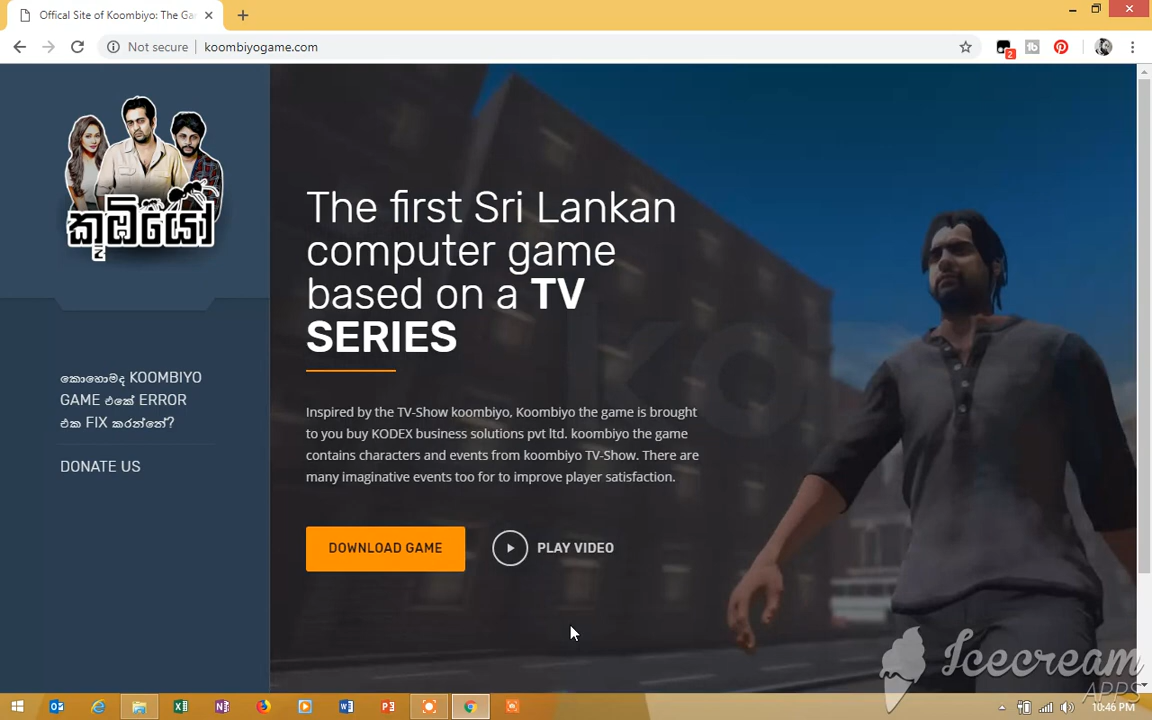 Offical Site of Koombiyo: The Ga
Not secure
koombiyogame.com
2
කූඹියෝ
The first Sri Lankan
computer game
based on a TV
SERIES
Inspired by the TV-Show koombiyo, Koombiyo the game is brought
to you buy KODEX business solutions pvt ltd. koombiyo the game
contains characters and events from koombiyo TV-Show. There are
many imaginative events too for to improve player satisfaction.
කොහොමද KOOMBIYO
GAME එකේ ERROR
එක FIX කරන්නේ?
DONATE US
DOWNLOAD GAME
PLAY VIDEO
ko
Icecream
APPS
10:46 PM